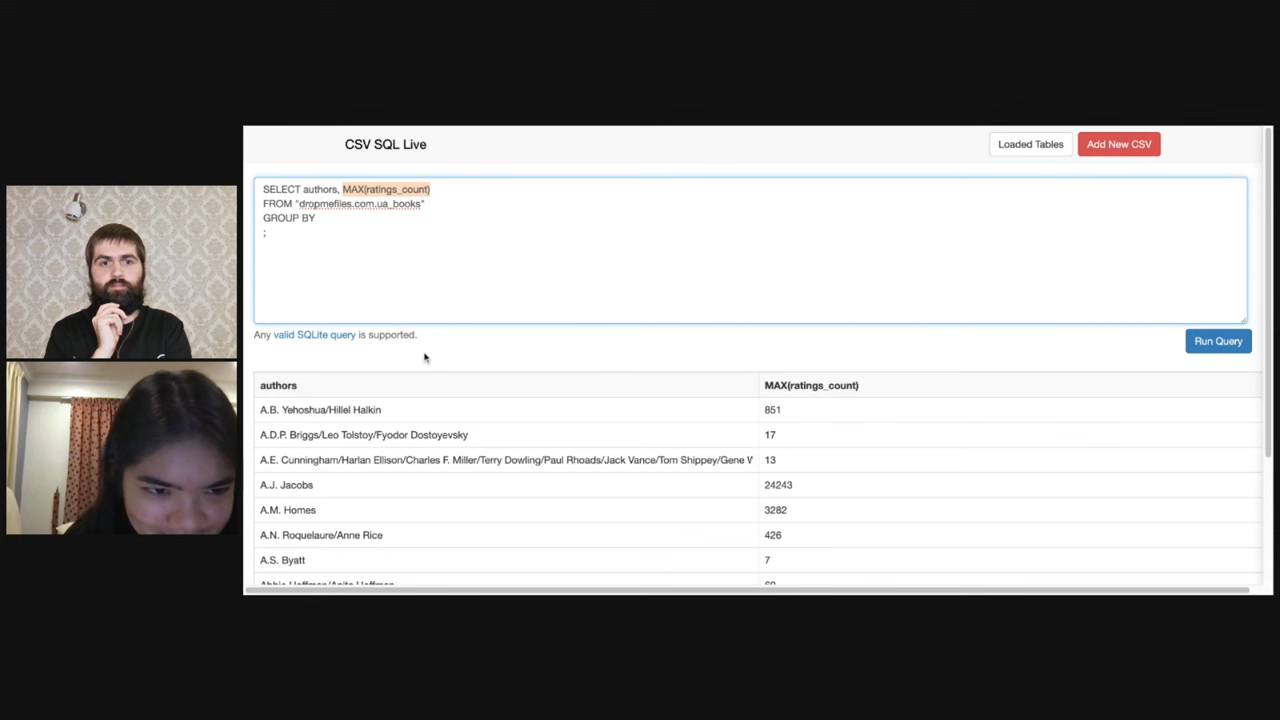 CSV SQL Live
Loaded Tables
Add New CSV
SELECT authors, MAX(ratings_count)
FROM "dropmefiles.com.ua_books"
GROUP BY
;
Any valid SQLite query is supported.
Run Query
authors MAX(ratings_count)
A.B. Yehoshua/Hillel Halkin 851
A.D.P. Briggs/Leo Tolstoy/Fyodor Dostoyevsky 17
A.E. Cunningham/Harlan Ellison/Charles F. Miller/Terry Dowling/Paul Rhoads/Jack Vance/Tom Shippey/Gene 13
A.J. Jacobs 24243
A.M. Homes 3282
A.N. Roquelaure/Anne Rice 426
A.S. Byatt 7